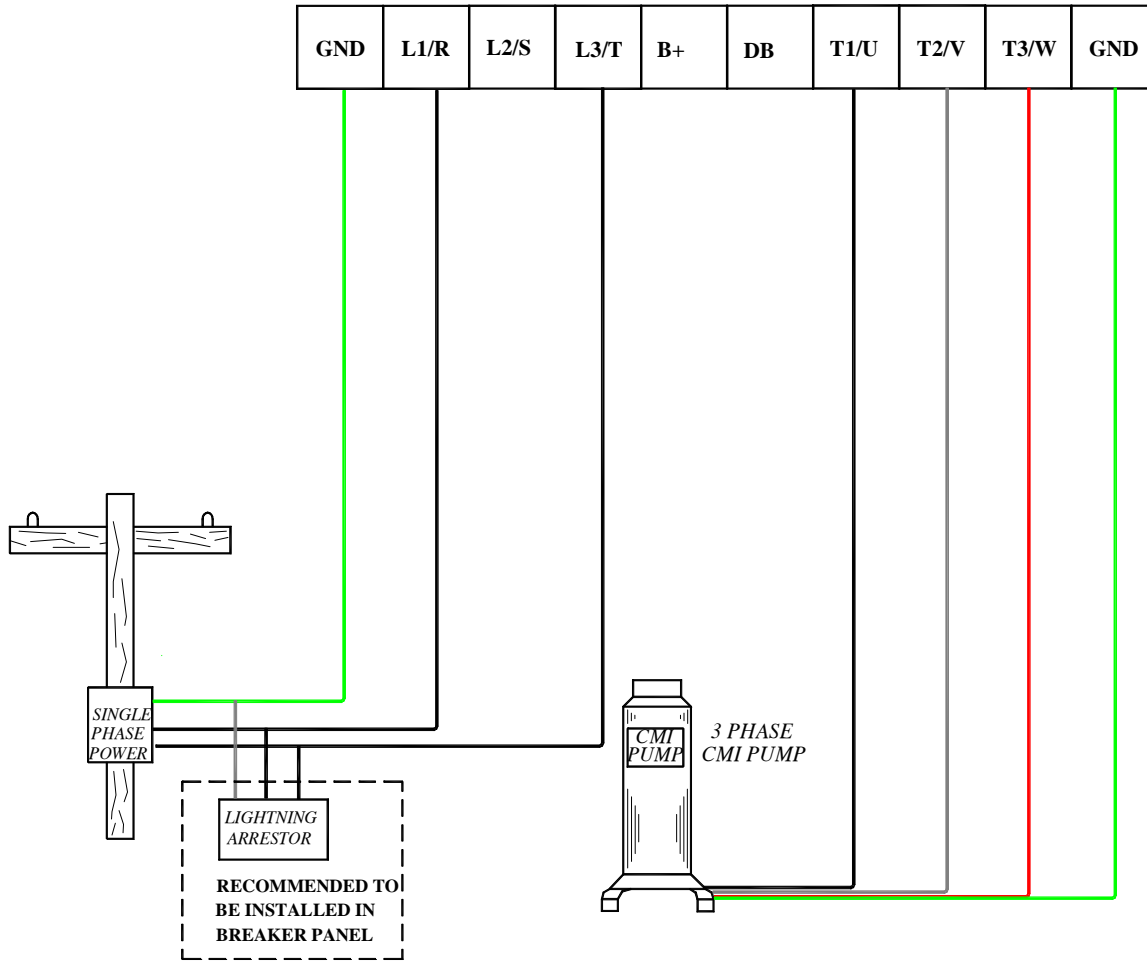 GND L1/R L2/S L3/T B+ DB T1/U T2/V T3/W GND
SINGLE
PHASE
POWER
CMI
PUMP
3 PHASE
CMI PUMP
LIGHTNING
ARRESTOR
RECOMMENDED TO
BE INSTALLED IN
BREAKER PANEL